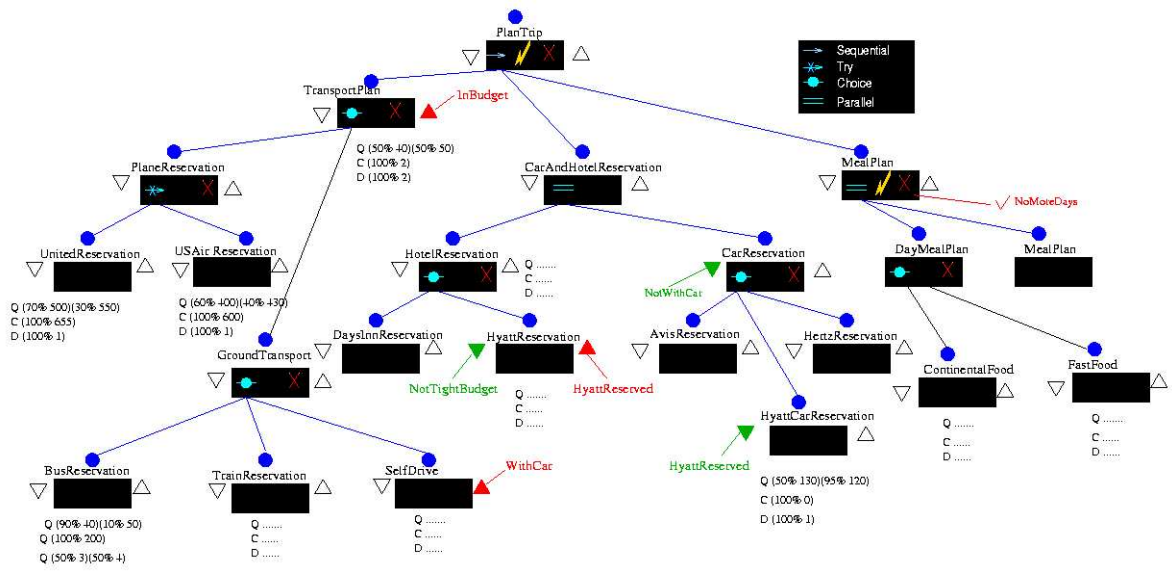 PlanTrip
Sequential
Try
Choice
Parallel
TransportPlan
InBudget
Q (50% 40)(50% 50)
C (100% 2)
D (100% 2)
PlaneReservation
CarAndHotelReservation
MealPlan
NoMoreDays
UnitedReservation
USAir Reservation
HotelReservation
CarReservation
DayMealPlan
MealPlan
Q .......
C ......
D ......
NotWithCar
Q (70% 500)(30% 550)
C (100% 655)
D (100% 1)
Q (60% 400)(40% 430)
C (100% 600)
D (100% 1)
GroundTransport
DaysInnReservation
HyattReservation
AvisReservation
HertzReservation
ContinentalFood
FastFood
NotTightBudget
HyattReserved
Q .......
C ......
D ......
HyattCarReservation
HyattReserved
Q .......
C ......
D ......
Q .......
C ......
D ......
BusReservation
TrainReservation
SelfDrive
WithCar
Q (50% 130)(95% 120)
C (100% 0)
D (100% 1)
Q (90% 40)(10% 50)
Q (100% 200)
Q (50% 3)(50% 4)
Q .......
C ......
D ......
Q .......
C ......
D ......